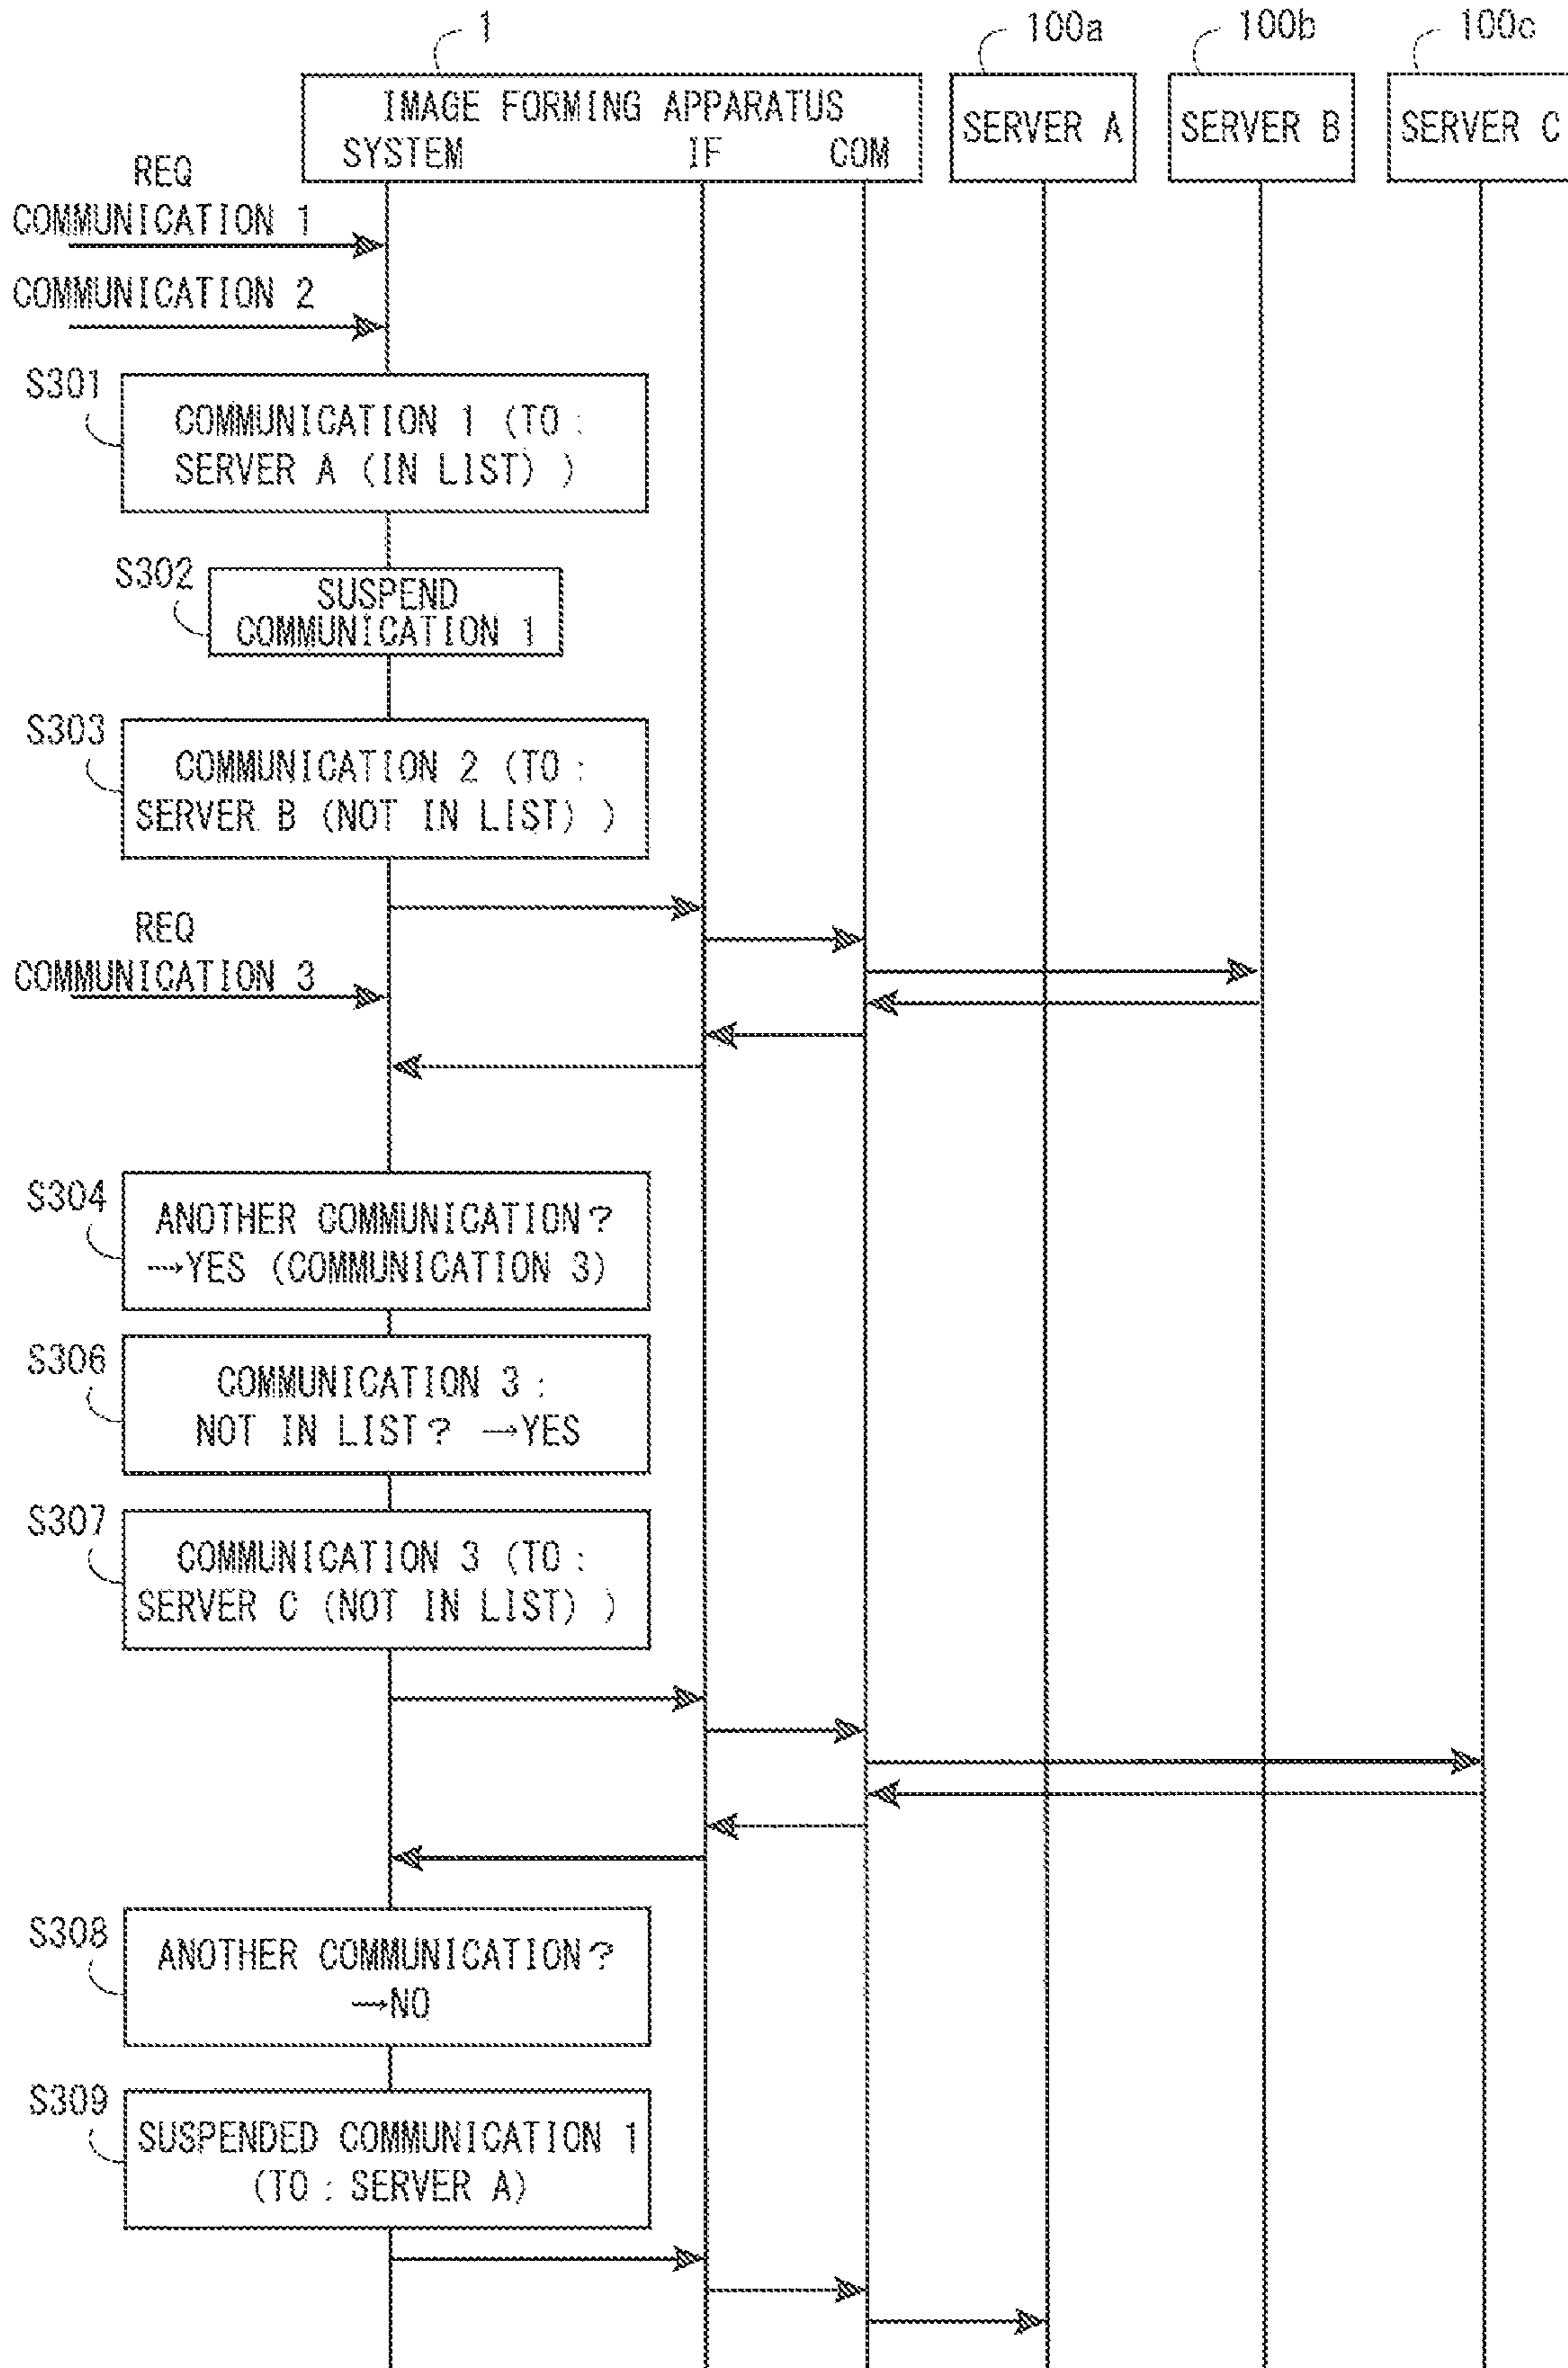 1
100a
100b
100c
IMAGE FORMING APPARATUS
SYSTEM IF COM
SERVER A
SERVER B
SERVER C
REQ
COMMUNICATION 1
COMMUNICATION 2
S301
COMMUNICATION 1 (TO :
SERVER A (IN LIST) )
S302
SUSPEND
COMMUNICATION 1
S303
COMMUNICATION 2 (TO :
SERVER B (NOT IN LIST) )
REQ
COMMUNICATION 3
S304
ANOTHER COMMUNICATION ?
→YES (COMMUNICATION 3)
S306
COMMUNICATION 3 :
NOT IN LIST ? →YES
S307
COMMUNICATION 3 (TO :
SERVER C (NOT IN LIST) )
S308
ANOTHER COMMUNICATION ?
→NO
S309
SUSPENDED COMMUNICATION 1
(TO : SERVER A)